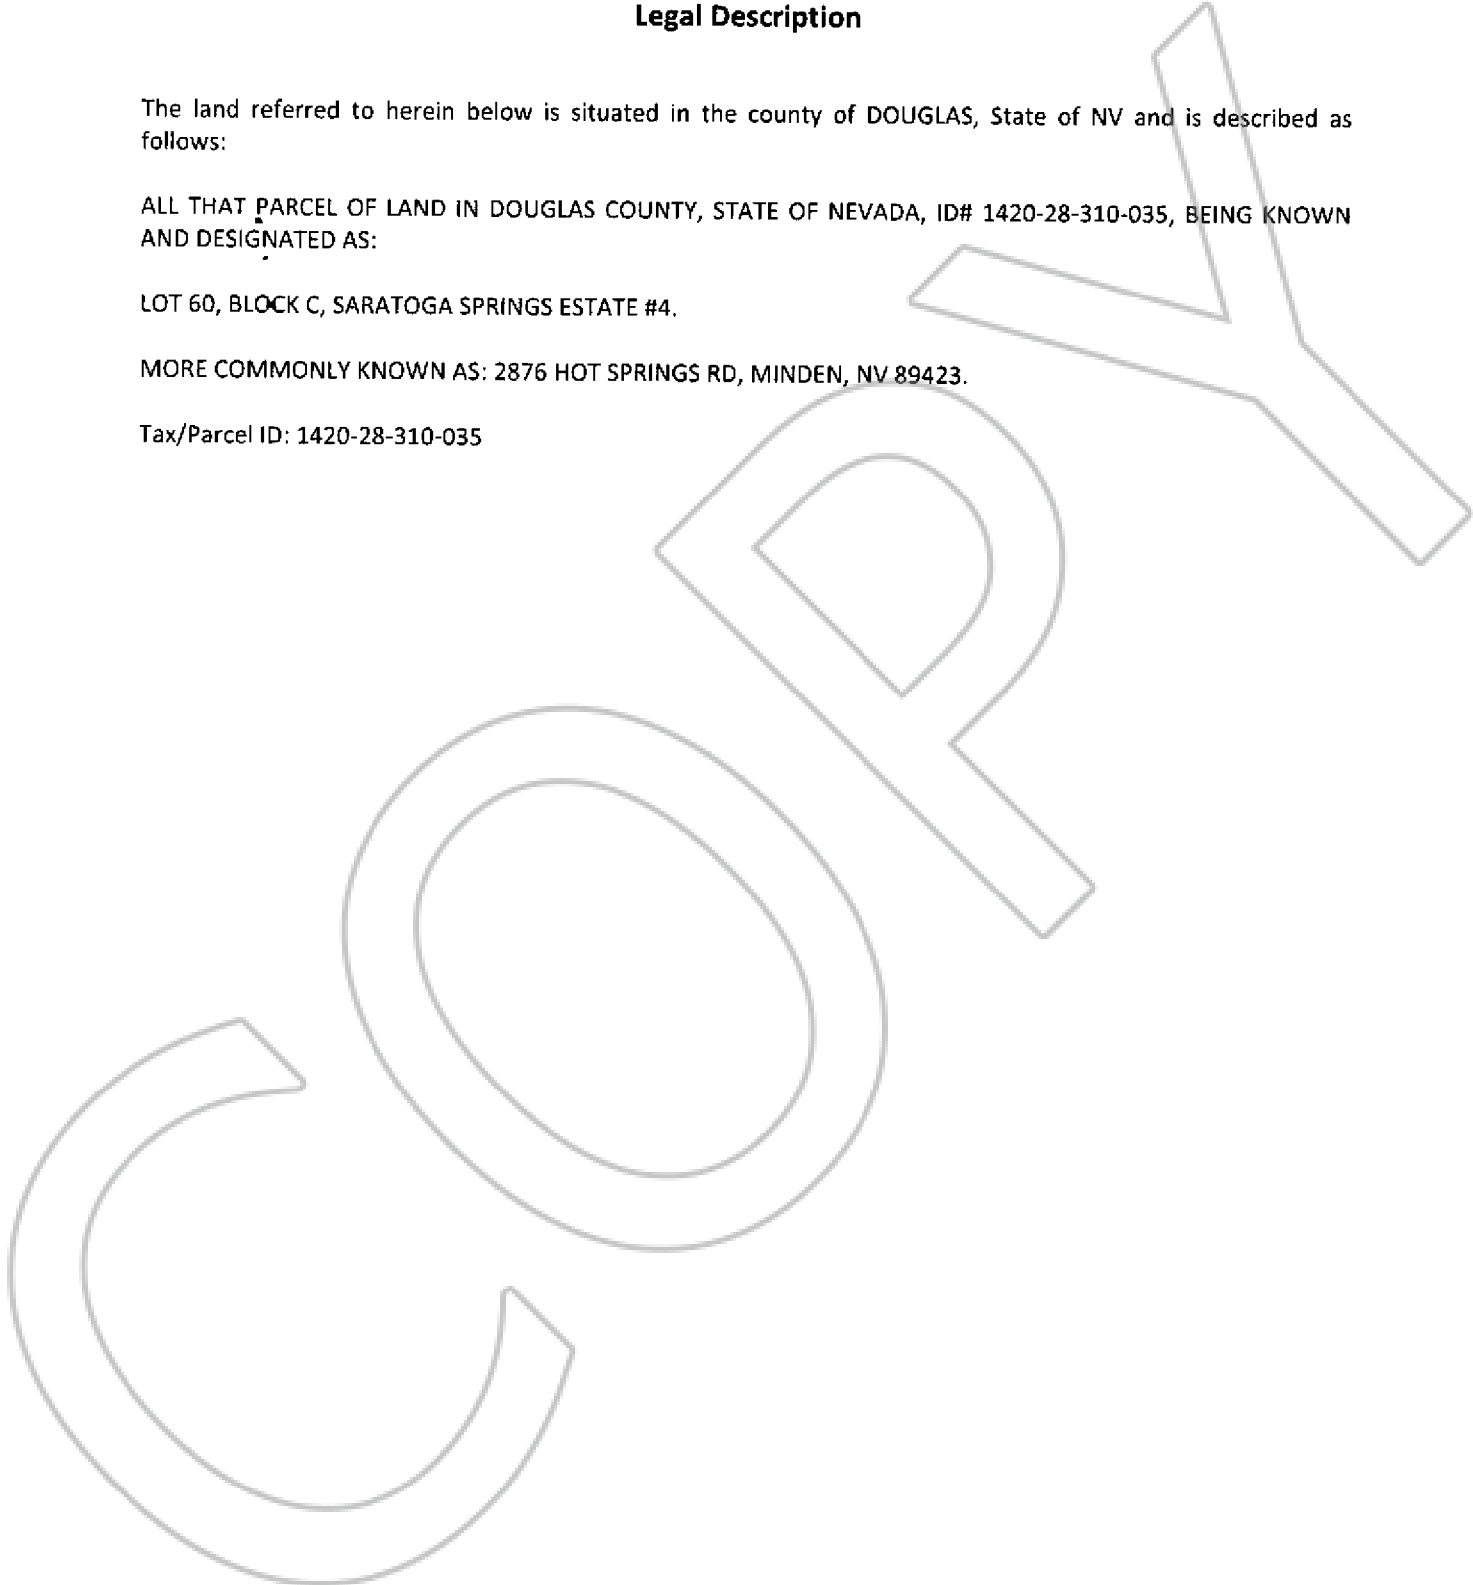 Legal Description
The land referred to herein below is situated in the county of DOUGLAS, State of NV and is described as
follows:
ALL THAT PARCEL OF LAND IN DOUGLAS COUNTY, STATE OF NEVADA, ID# 1420-28-310-035, BEING KNOWN
AND DESIGNATED AS:
LOT 60, BLOCK C, SARATOGA SPRINGS ESTATE #4.
MORE COMMONLY KNOWN AS: 2876 HOT SPRINGS RD, MINDEN, NV 89423.
Tax/Parcel ID: 1420-28-310-035
COPY